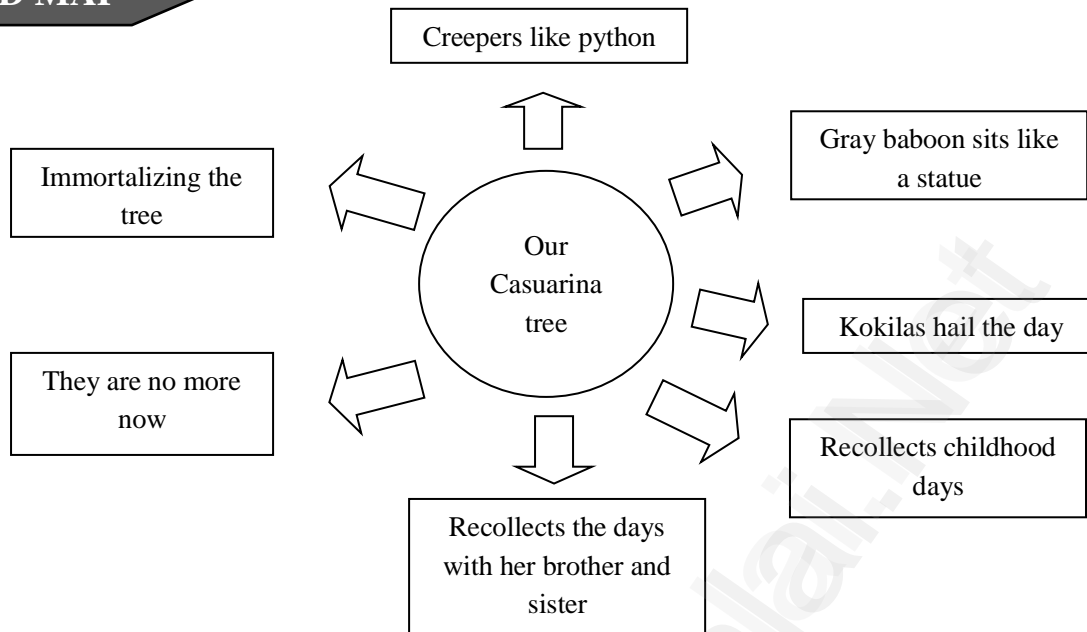 D MAP
Creepers like python
Gray baboon sits like
a statue
Immortalizing the
tree
Our
Casuarina
tree
Kokilas hail the day
They are no more
now
Recollects childhood
days
Recollects the days
with her brother and
sister